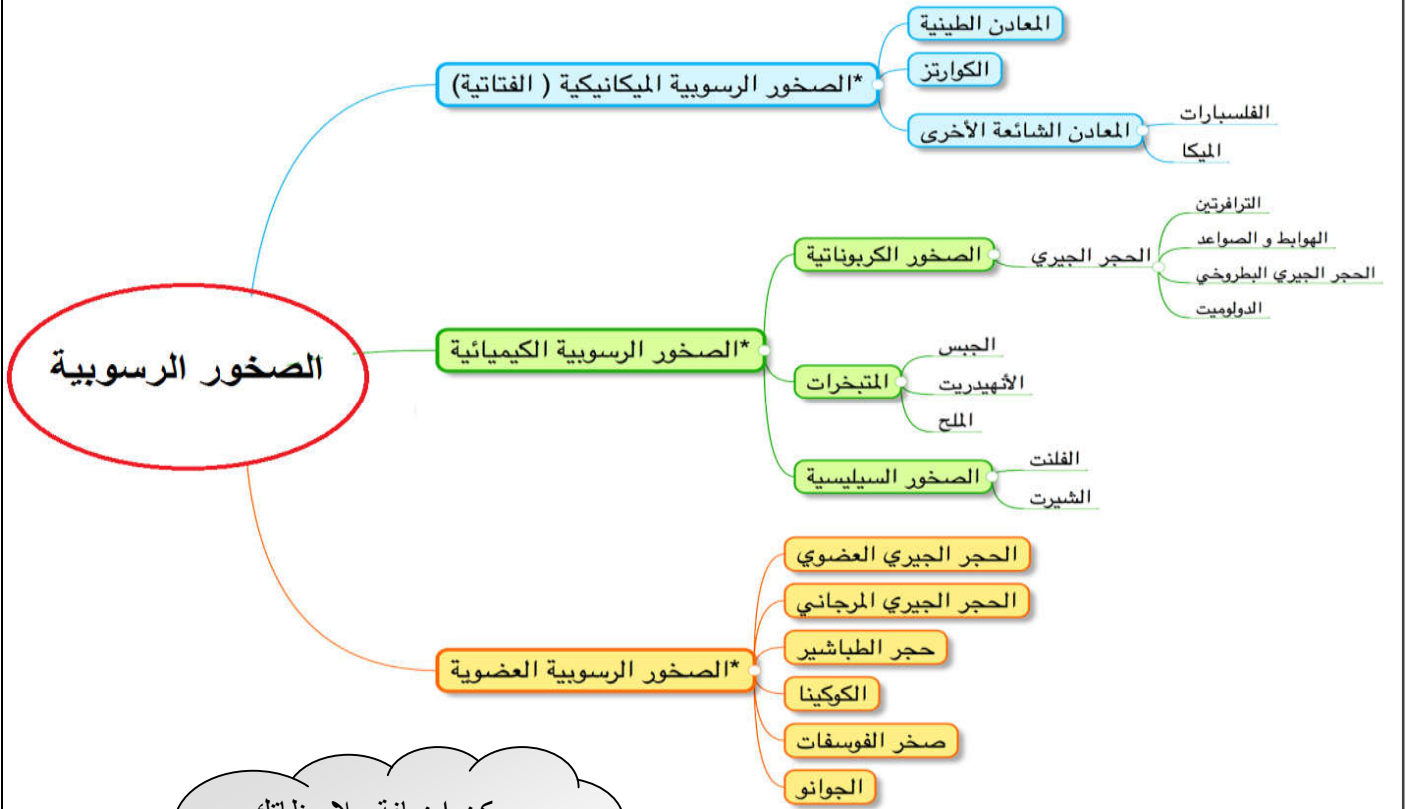 الصخور الرسوبية
*الصخور الرسوبية الميكانيكية ( الفتاتية)
المعادن الطينية
الكوارتز
المعادن الشائعة الأخرى
الفلسبارات
الميكا
*الصخور الرسوبية الكيميائية
الصخور الكربوناتية
الحجر الجيري
الترافرتين
الهوابط و الصواعد
الحجر الجيري البطروخي
الدولوميت
المتبخرات
الجبس
الأنهيدريت
الملح
الصخور السيليسية
الفلنت
الشيرت
*الصخور الرسوبية العضوية
الحجر الجيري العضوي
الحجر الجيري المرجاني
حجر الطباشير
الكوكينا
صخر الفوسفات
الجوانو